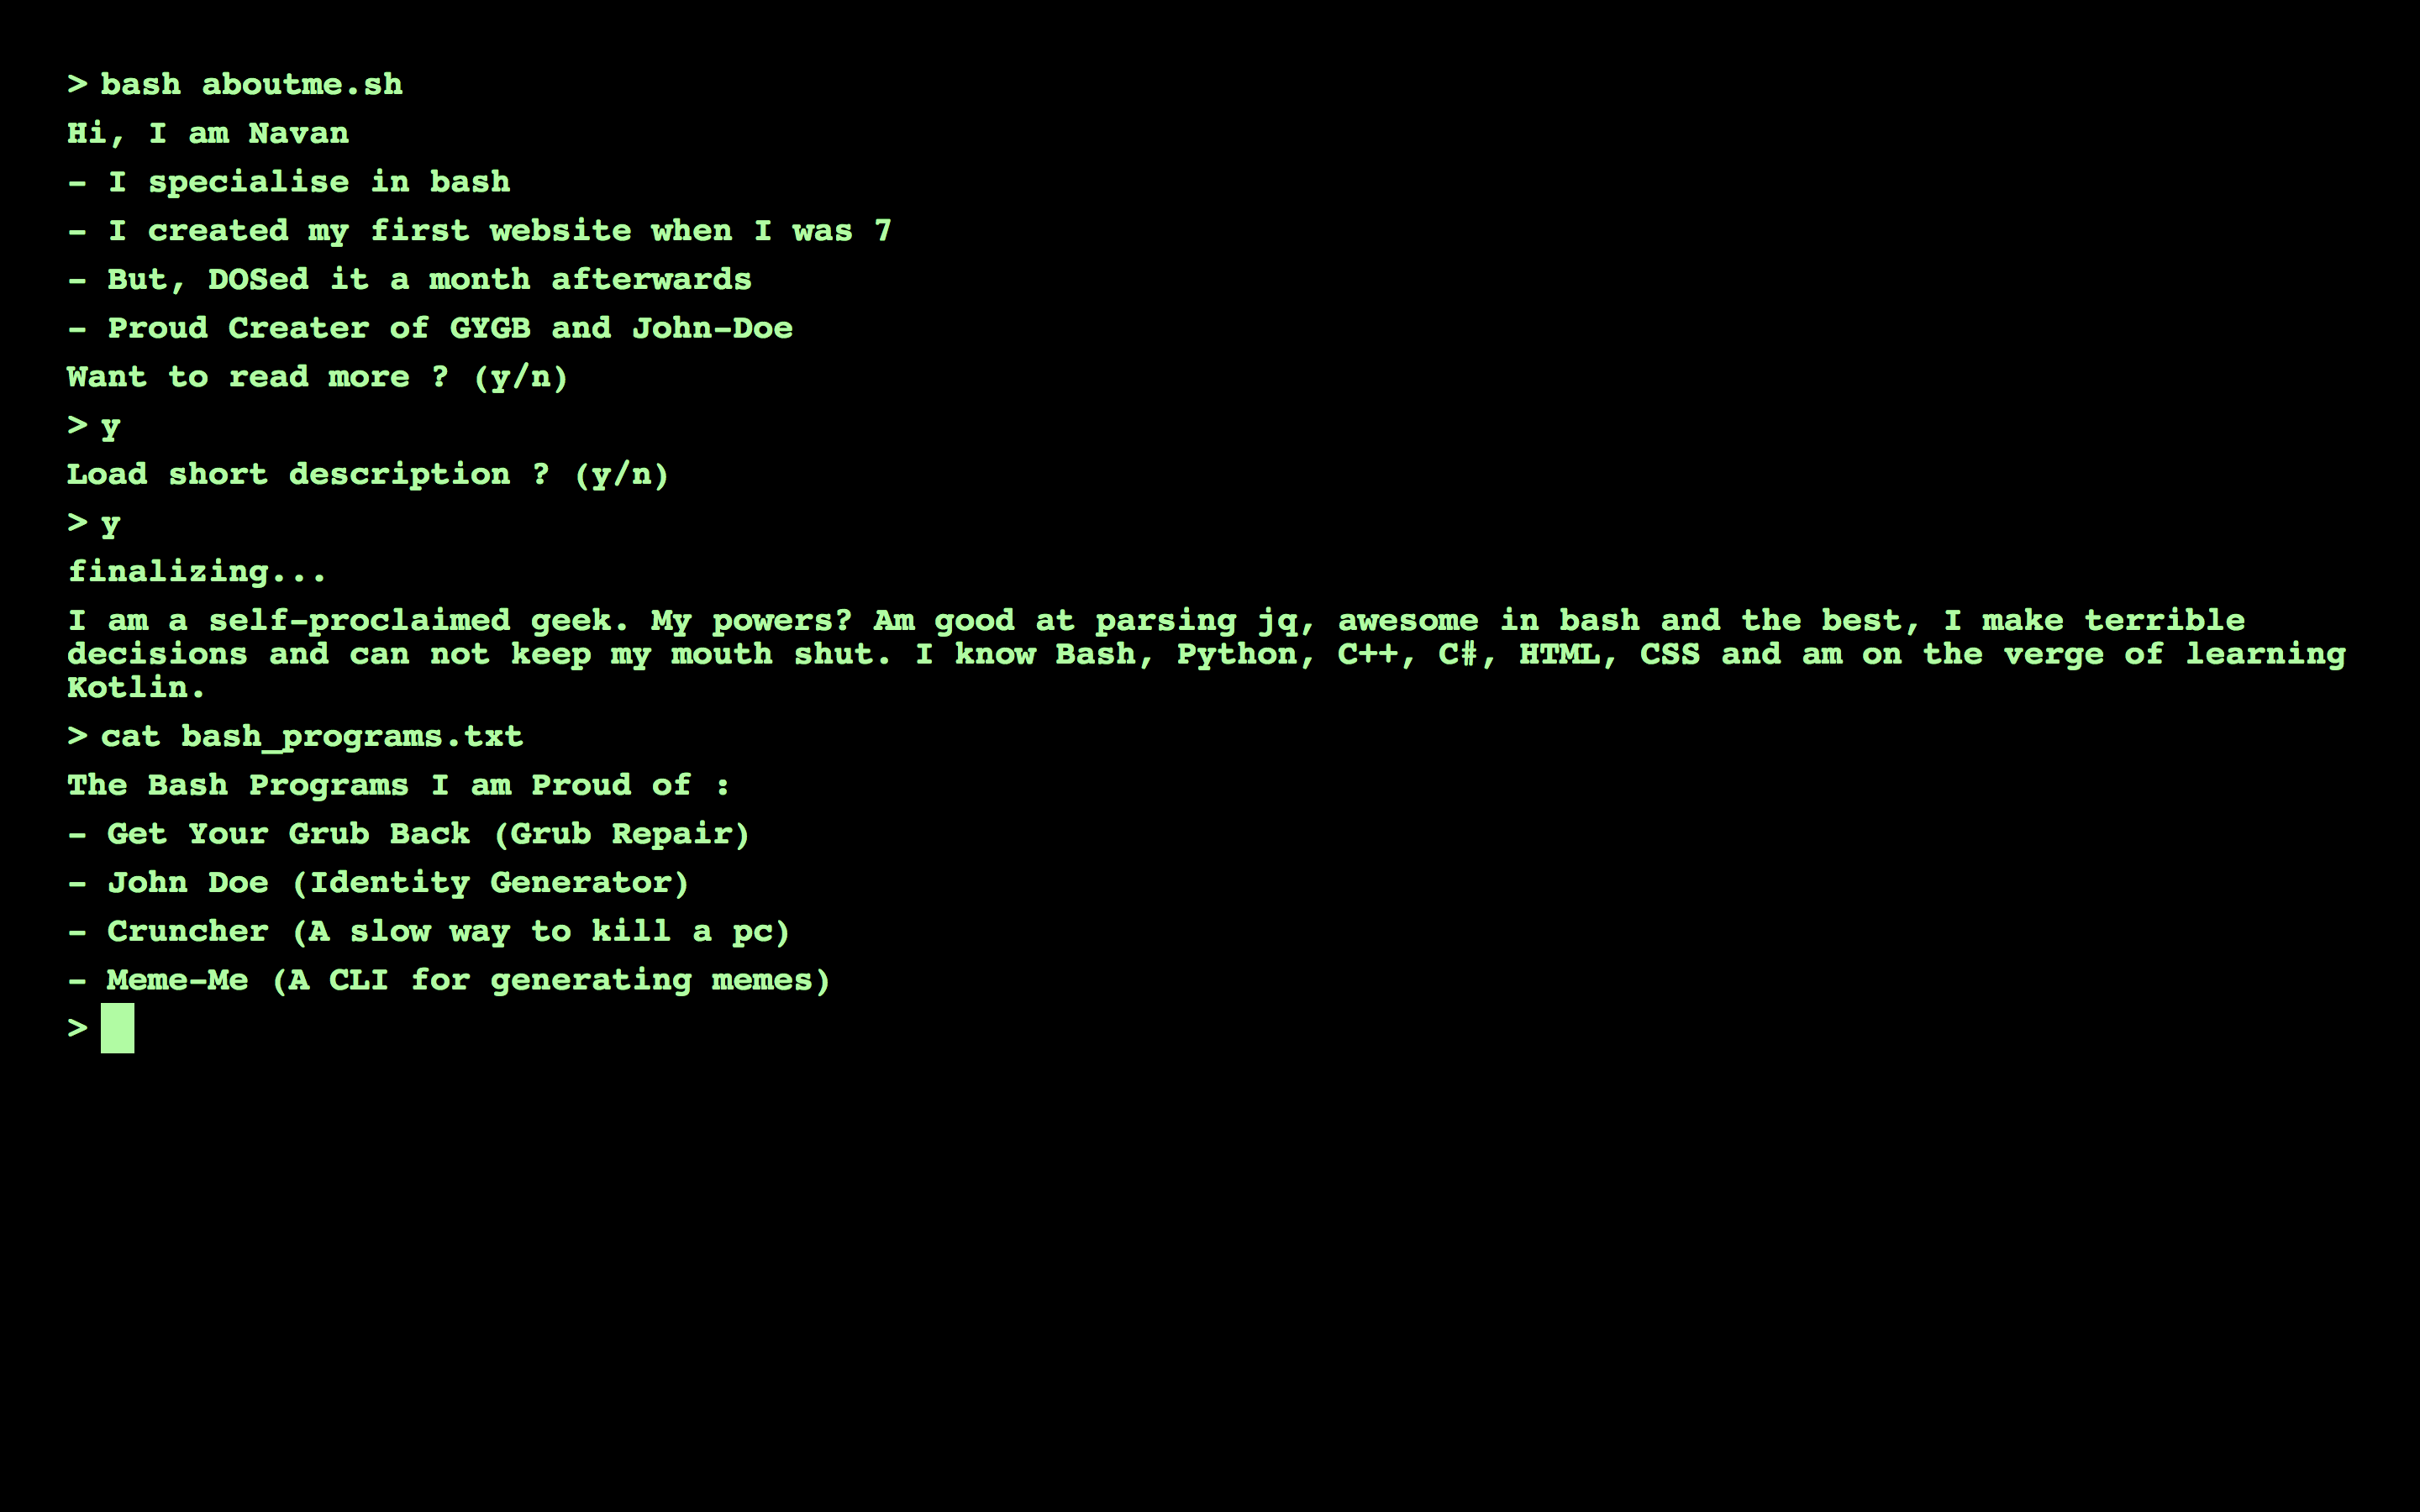 > bash aboutme.sh
Hi, I am Navan
- I specialise in bash
- I created my first website when I was 7
- But, DOSed it a month afterwards
- Proud Creater of GYGB and John-Doe
Want to read more ? (y/n)
> y
Load short description ? (y/n)
> y
finalizing...
I am a self-proclaimed geek. My powers? Am good at parsing jq, awesome in bash and the best, I make terrible
decisions and can not keep my mouth shut. I know Bash, Python, C++, C#, HTML, CSS and am on the verge of learning
Kotlin.
> cat bash_programs.txt
The Bash Programs I am Proud of :
- Get Your Grub Back (Grub Repair)
- John Doe (Identity Generator)
- Cruncher (A slow way to kill a pc)
- Meme-Me (A CLI for generating memes)
>